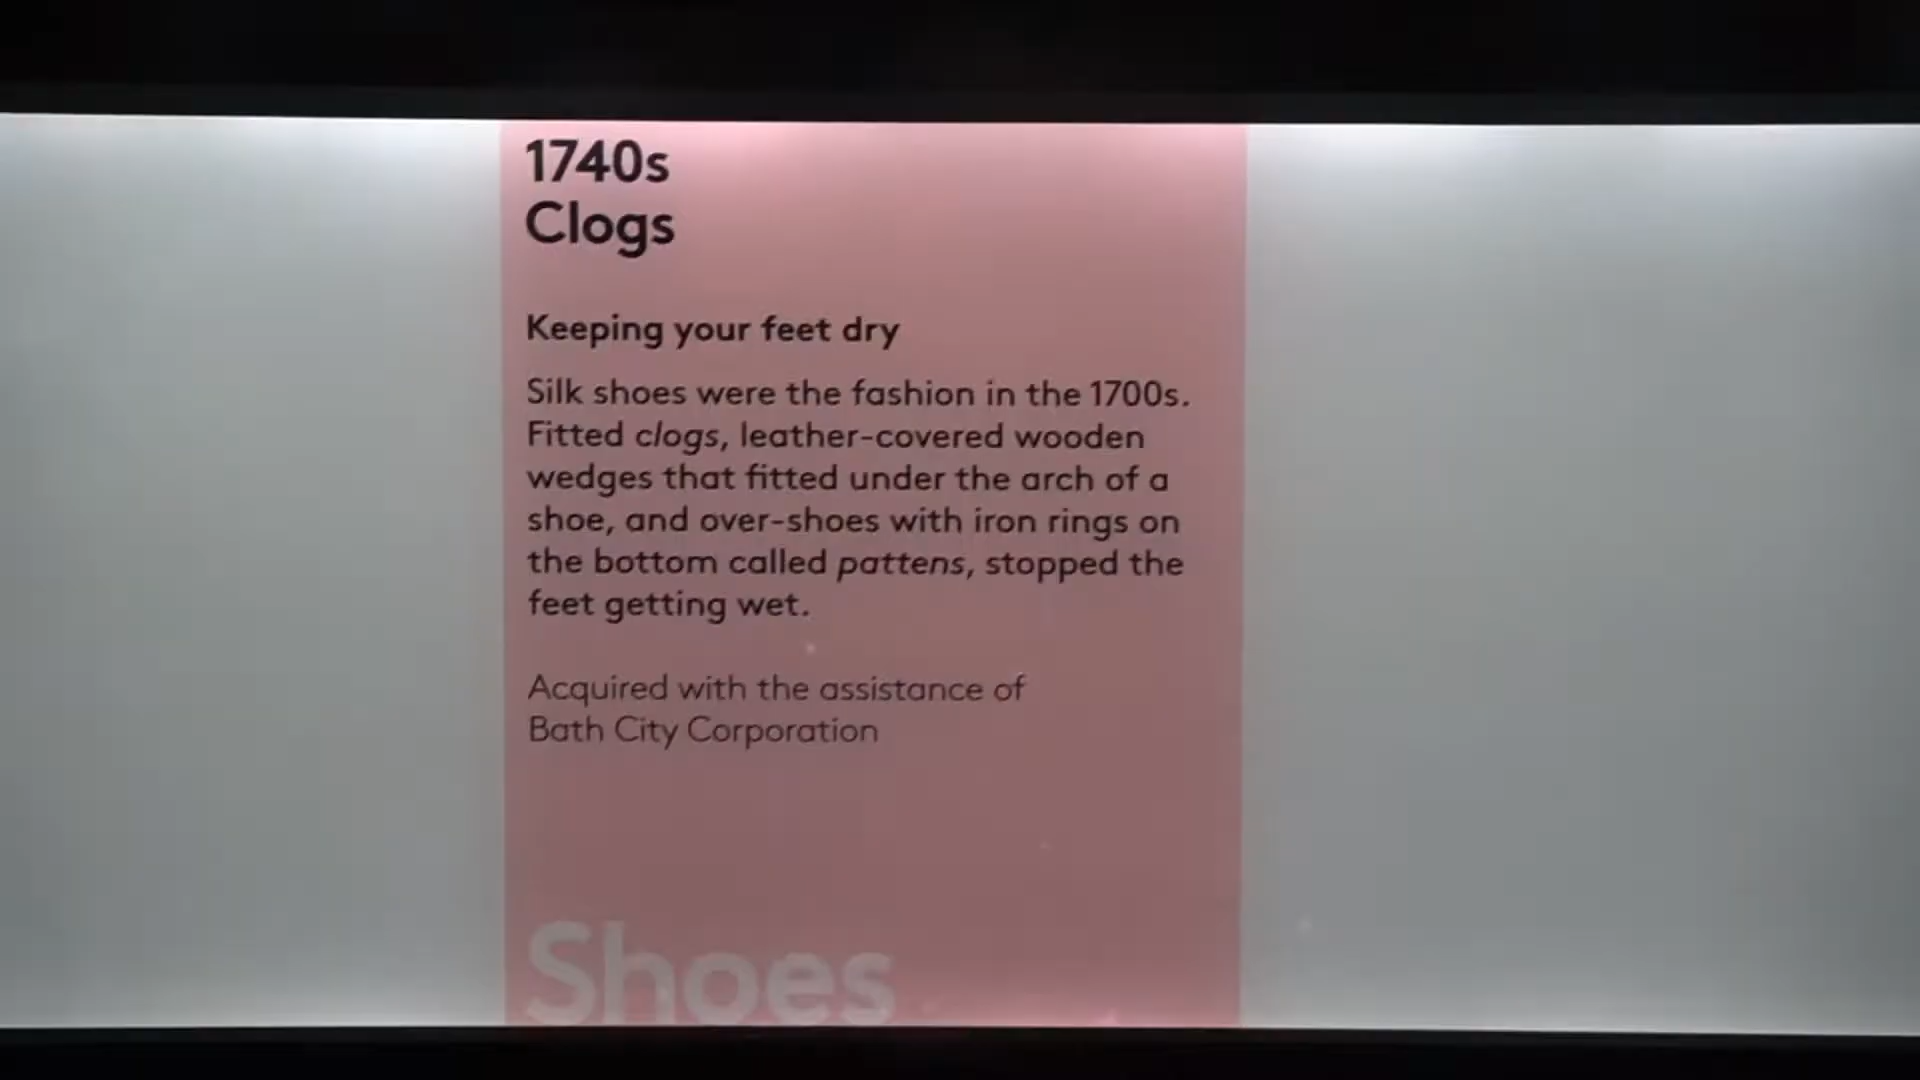 1740s
Clogs
Keeping your feet dry
Silk shoes were the fashion in the 1700s.
Fitted clogs, leather-covered wooden
wedges that fitted under the arch of a
shoe, and over-shoes with iron rings on
the bottom called pattens, stopped the
feet getting wet.
Acquired with the assistance of
Bath City Corporation
Shoes